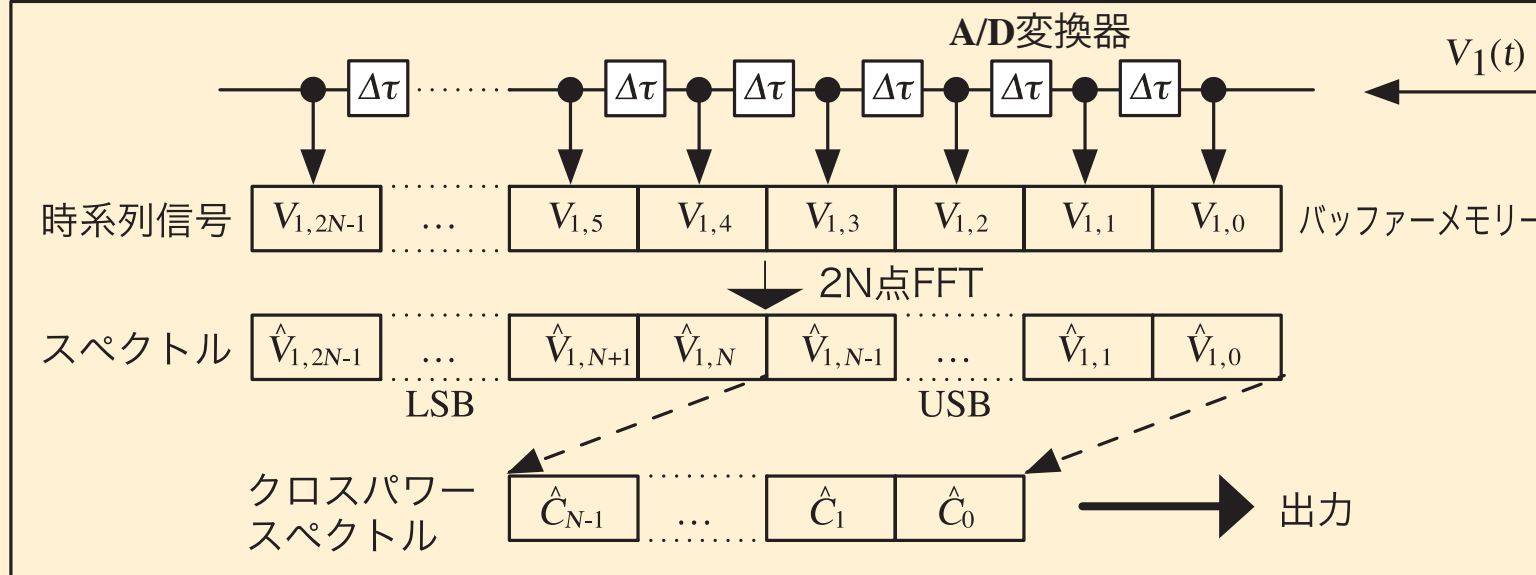 A/D変換器
V₁(t)
Δτ ...... Δτ Δτ Δτ Δτ Δτ
時系列信号 V₁,₂N-1 ... V₁,₅ V₁,₄ V₁,₃ V₁,₂ V₁,₁ V₁,₀ バッファーメモリー
2N点FFT
スペクトル V̂₁,₂N-1 ... V̂₁,N+1 V̂₁,N V̂₁,N-1 ... V̂₁,₁ V̂₁,₀
LSB USB
クロスパワー
スペクトル
ĈN-1 ... Ĉ₁ Ĉ₀ 出力